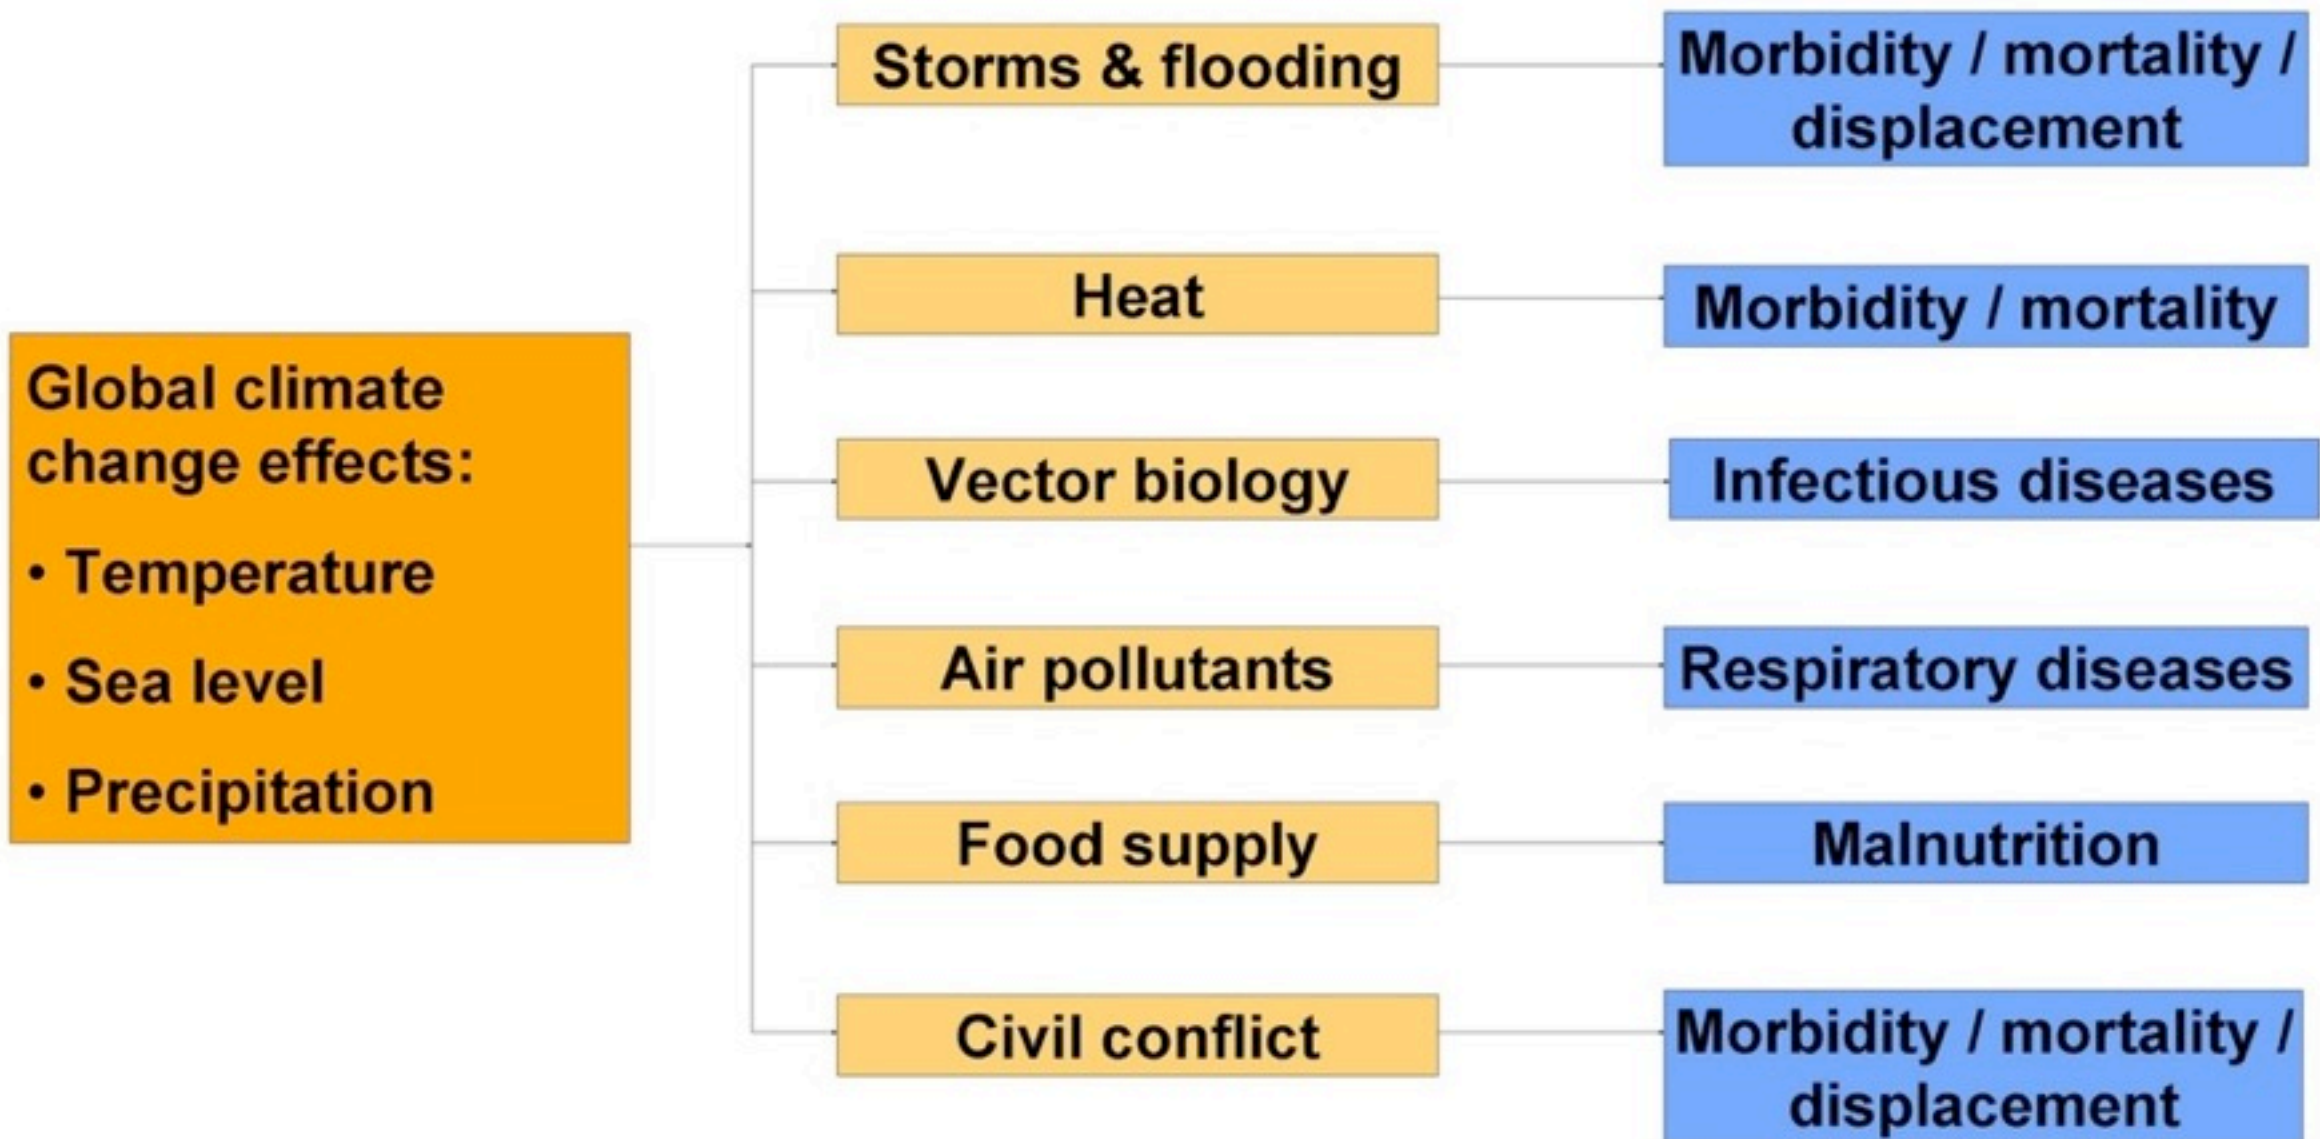 Global climate
change effects:
• Temperature
• Sea level
• Precipitation
Storms & flooding
Morbidity / mortality /
displacement
Heat
Morbidity / mortality
Vector biology
Infectious diseases
Air pollutants
Respiratory diseases
Food supply
Malnutrition
Civil conflict
Morbidity / mortality /
displacement